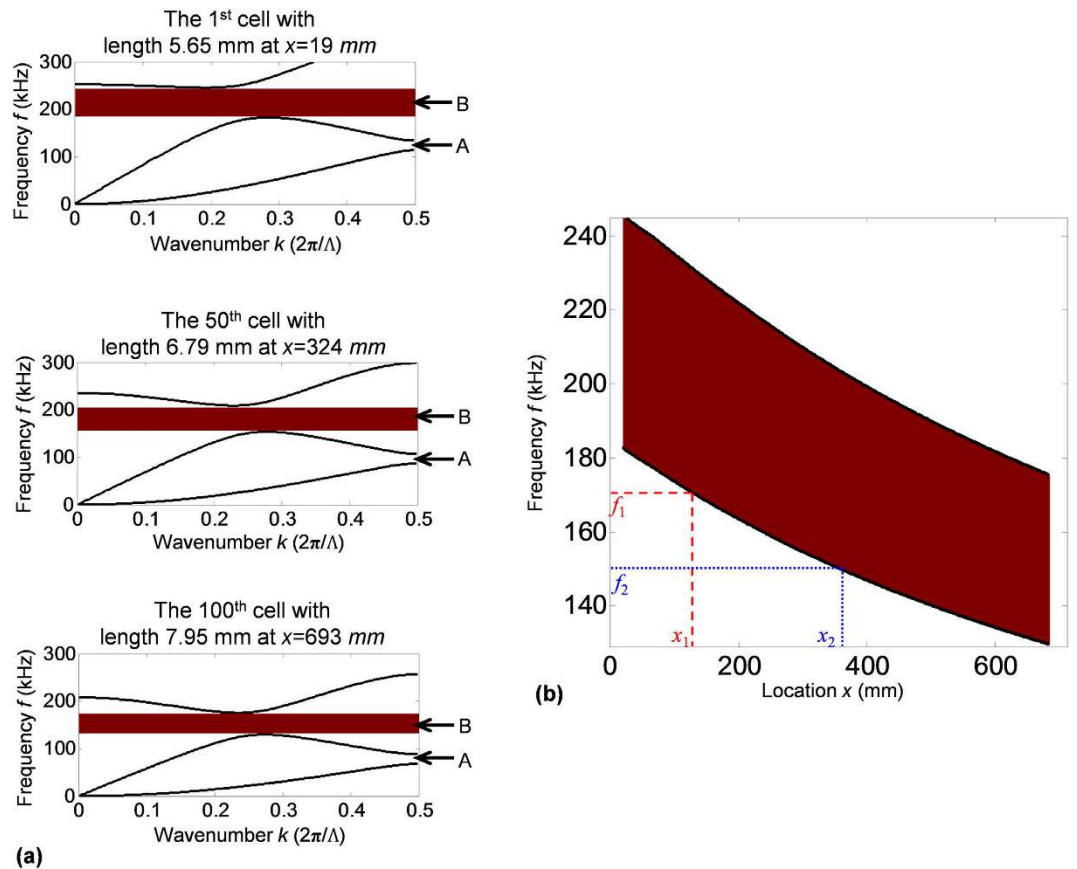 The 1st cell with
length 5.65 mm at x=19 mm
Frequency f (kHz)
300
200
100
0
B
A
0 0.1 0.2 0.3 0.4 0.5
Wavenumber k (2π/Λ)
The 50th cell with
length 6.79 mm at x=324 mm
Frequency f (kHz)
300
200
100
0
B
A
0 0.1 0.2 0.3 0.4 0.5
Wavenumber k (2π/Λ)
The 100th cell with
length 7.95 mm at x=693 mm
Frequency f (kHz)
300
200
100
0
B
A
0 0.1 0.2 0.3 0.4 0.5
Wavenumber k (2π/Λ)
(a)
Frequency f (kHz)
240
220
200
180
160
140
f1
f2
x1
x2
0 200 400 600
Location x (mm)
(b)